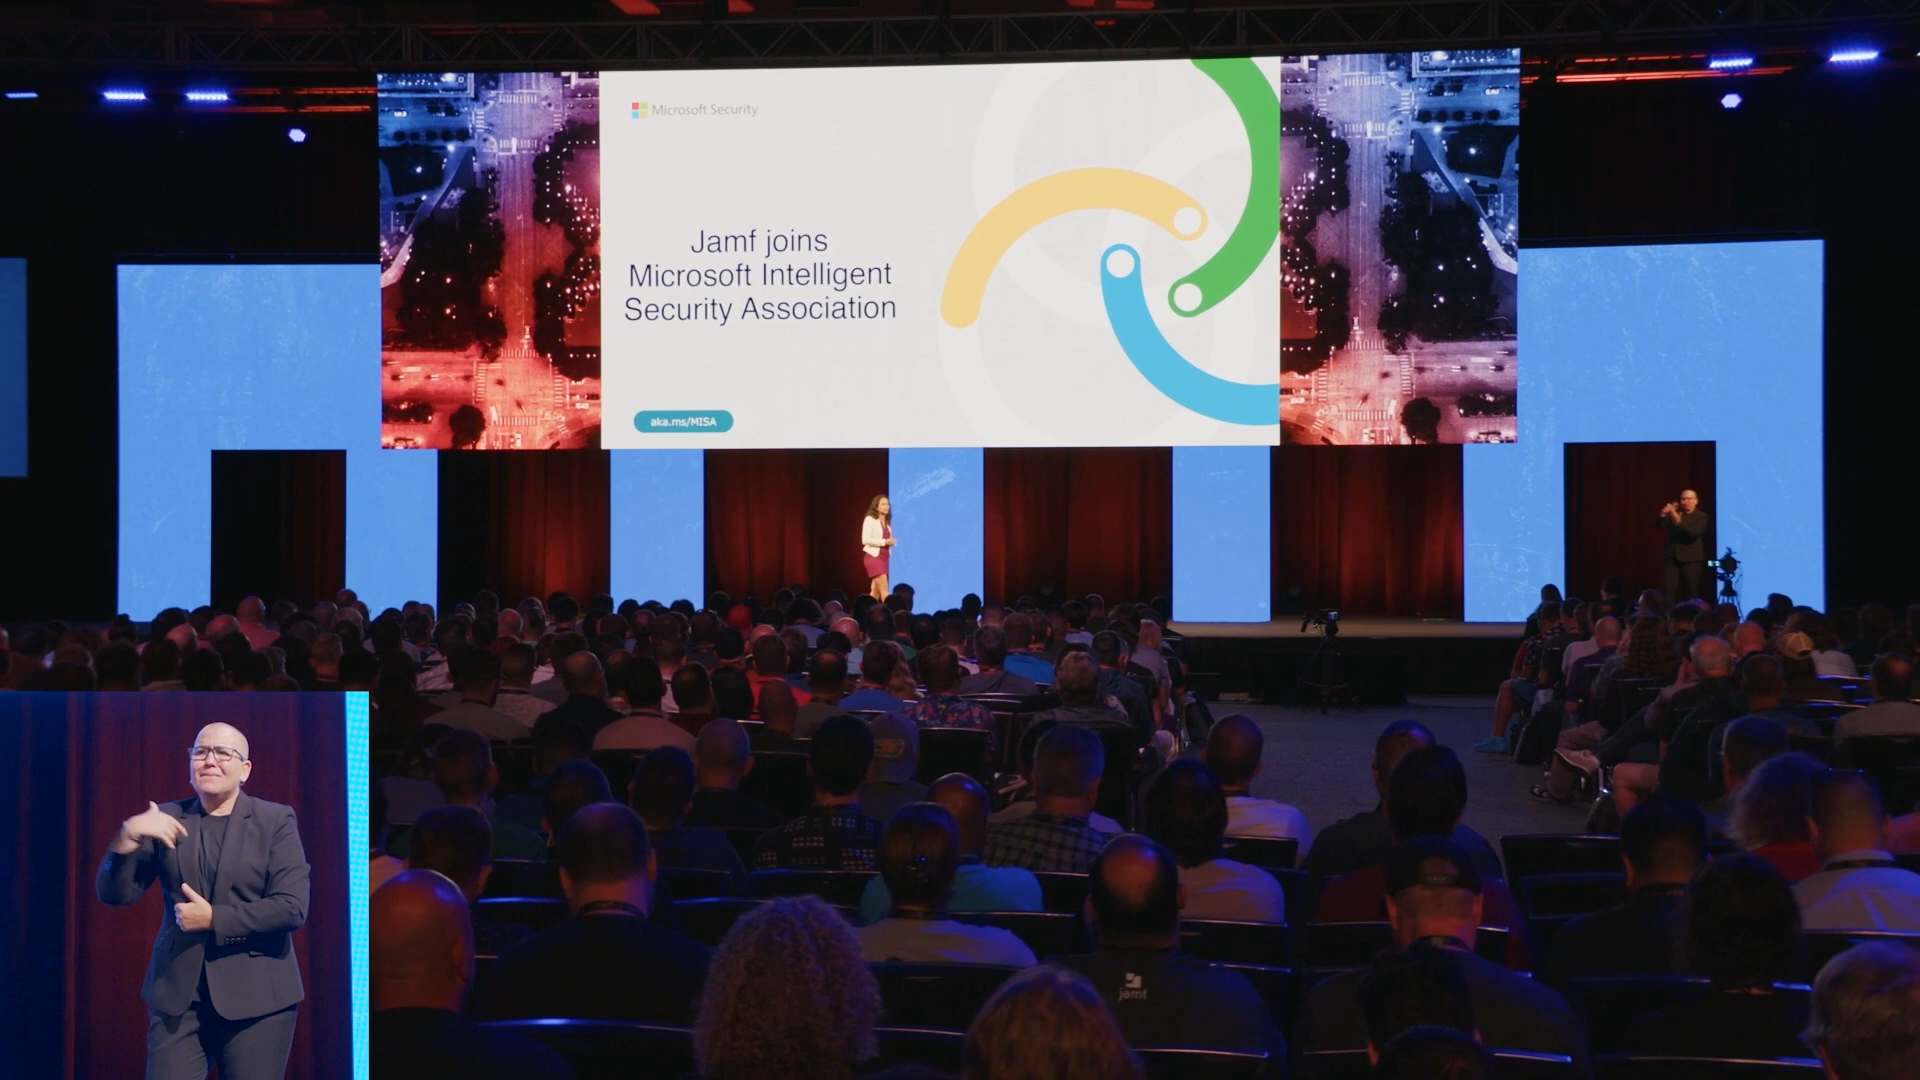 Microsoft Security
Jamf joins
Microsoft Intelligent
Security Association
aka.ms/MISA
jamf